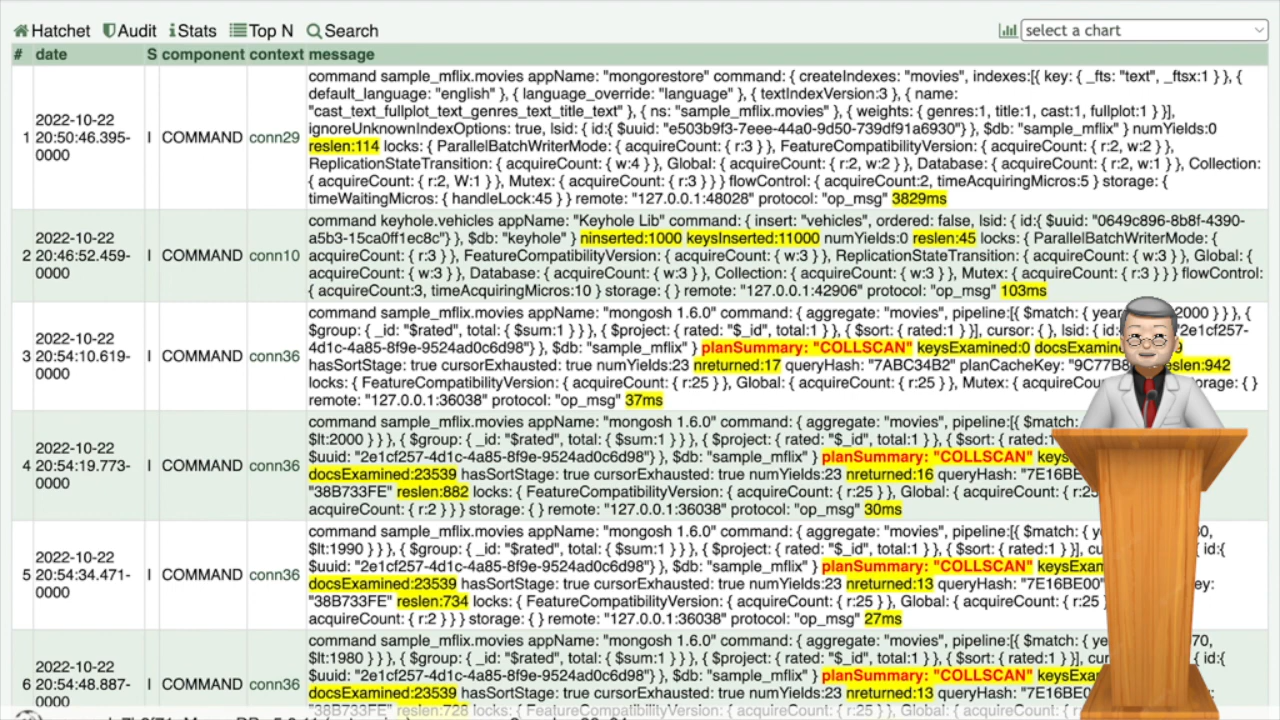 Hatchet Audit Stats Top N Search select a chart
# date S component context message
1 2022-10-22 20:50:46.395-0000 I COMMAND conn29
command sample_mflix.movies appName: "mongorestore" command: { createIndexes: "movies", indexes:[{ key: { _fts: "text", _ftsx:1 } }, {
default_language: "english" }, { language_override: "language" }, { textIndexVersion:3 }, { name:
"cast_text_fullplot_text_genres_text_title_text" }, { ns: "sample_mflix.movies" }, { weights: { genres:1, title:1, cast:1, fullplot:1 } }],
ignoreUnknownIndexOptions: true, lsid: { id:{ $uuid: "e503b9f3-7eee-44a0-9d50-739df91a6930"} }, $db: "sample_mflix" } numYields:0
reslen:114 locks: { ParallelBatchWriterMode: { acquireCount: { r:3 } }, FeatureCompatibilityVersion: { acquireCount: { r:2, w:2 } },
ReplicationStateTransition: { acquireCount: { w:4 } }, Global: { acquireCount: { r:2, w:2 } }, Database: { acquireCount: { r:2, w:1 } }, Collection:
{ acquireCount: { r:2, W:1 } }, Mutex: { acquireCount: { r:3 } } } flowControl: { acquireCount:2, timeAcquiringMicros:5 } storage: {
timeWaitingMicros: { handleLock:45 } } remote: "127.0.0.1:48028" protocol: "op_msg" 3829ms
2 2022-10-22 20:46:52.459-0000 I COMMAND conn10
command keyhole.vehicles appName: "Keyhole Lib" command: { insert: "vehicles", ordered: false, lsid: { id:{ $uuid: "0649c896-8b8f-4390-
a5b3-15ca0ff1ec8c"} }, $db: "keyhole" } ninserted:1000 keysInserted:11000 numYields:0 reslen:45 locks: { ParallelBatchWriterMode: {
acquireCount: { r:3 } }, FeatureCompatibilityVersion: { acquireCount: { w:3 } }, ReplicationStateTransition: { acquireCount: { w:3 } }, Global: {
acquireCount: { w:3 } }, Database: { acquireCount: { w:3 } }, Collection: { acquireCount: { w:3 } }, Mutex: { acquireCount: { r:3 } } } flowControl:
{ acquireCount:3, timeAcquiringMicros:10 } storage: { } remote: "127.0.0.1:42906" protocol: "op_msg" 103ms
3 2022-10-22 20:54:10.619-0000 I COMMAND conn36
command sample_mflix.movies appName: "mongosh 1.6.0" command: { aggregate: "movies", pipeline:[{ $match: { 2000 } } }, {
$group: { _id: "$rated", total: { $sum:1 } } }, { $project: { rated: "$_id", total:1 } }, { $sort: { rated:1 } }], cursor: { }, lsid: { id:
4d1c-4a85-8f9e-9524ad0c6d98"} }, $db: "sample_mflix" } planSummary: "COLLSCAN" keysExamined:0
hasSortStage: true cursorExhausted: true numYields:23 nreturned:17 queryHash: "7ABC34B2" planCacheKey: reslen:942
locks: { FeatureCompatibilityVersion: { acquireCount: { r:25 } }, Global: { acquireCount: { r:25 } }, Mutex: { } 
remote: "127.0.0.1:36038" protocol: "op_msg" 37ms
4 2022-10-22 20:54:19.773-0000 I COMMAND conn36
command sample_mflix.movies appName: "mongosh 1.6.0" command: { aggregate: "movies", pipeline:[{ $match:
$lt:2000 } } }, { $group: { _id: "$rated", total: { $sum:1 } } }, { $project: { rated: "$_id", total:1 } }, { $sort: {
$uuid: "2e1cf257-4d1c-4a85-8f9e-9524ad0c6d98"} }, $db: "sample_mflix" } planSummary: "COLLSCAN"
docsExamined:23539 hasSortStage: true cursorExhausted: true numYields:23 nreturned:16 queryHash:
"38B733FE" reslen:882 locks: { FeatureCompatibilityVersion: { acquireCount: { r:25 } }, Global: { acquireCount: { r:25
acquireCount: { r:2 } } } storage: { } remote: "127.0.0.1:36038" protocol: "op_msg" 30ms
5 2022-10-22 20:54:34.471-0000 I COMMAND conn36
command sample_mflix.movies appName: "mongosh 1.6.0" command: { aggregate: "movies", pipeline:[{ $match: {
$lt:1990 } } }, { $group: { _id: "$rated", total: { $sum:1 } } }, { $project: { rated: "$_id", total:1 } }, { $sort: { rated:1 } }], id:{
$uuid: "2e1cf257-4d1c-4a85-8f9e-9524ad0c6d98"} }, $db: "sample_mflix" } planSummary: "COLLSCAN"
docsExamined:23539 hasSortStage: true cursorExhausted: true numYields:23 nreturned:13 queryHash: "7E16BE00"
"38B733FE" reslen:734 locks: { FeatureCompatibilityVersion: { acquireCount: { r:25 } }, Global: { acquireCount: { r:25 }
acquireCount: { r:2 } } } storage: { } remote: "127.0.0.1:36038" protocol: "op_msg" 27ms
6 2022-10-22 20:54:48.887-0000 I COMMAND conn36
command sample_mflix.movies appName: "mongosh 1.6.0" command: { aggregate: "movies", pipeline:[{ $match: {
$lt:1980 } } }, { $group: { _id: "$rated", total: { $sum:1 } } }, { $project: { rated: "$_id", total:1 } }, { $sort: { rated:1 } }], id:{
$uuid: "2e1cf257-4d1c-4a85-8f9e-9524ad0c6d98"} }, $db: "sample_mflix" } planSummary: "COLLSCAN"
docsExamined:23539 hasSortStage: true cursorExhausted: true numYields:23 nreturned:13 queryHash:
"38B733FE" reslen:728 locks: { FeatureCompatibilityVersion: { acquireCount: { r:25 } }, Global: { acquireCount: { r:25